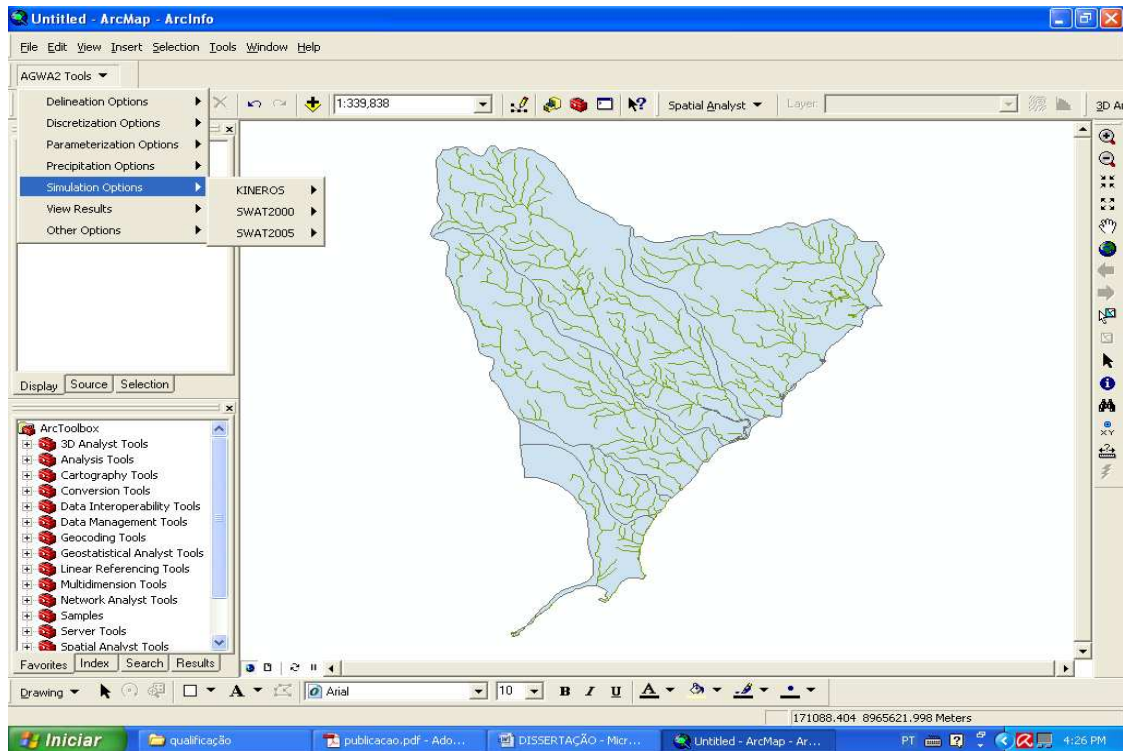 Untitled - ArcMap - ArcInfo
File Edit View Insert Selection Tools Window Help
AGWA2 Tools
1:339,838 Spatial Analyst Layer: 3D
Delineation Options
Discretization Options
Parameterization Options
Precipitation Options
Simulation Options
View Results
Other Options
KINEROS
SWAT2000
SWAT2005
Display Source Selection
ArcToolbox
3D Analyst Tools
Analysis Tools
Cartography Tools
Conversion Tools
Data Interoperability Tools
Data Management Tools
Geocoding Tools
Geostatistical Analyst Tools
Linear Referencing Tools
Multidimension Tools
Network Analyst Tools
Samples
Server Tools
Spatial Analyst Tools
Favorites Index Search Results
XY
Drawing A Arial 10 B I U A
171088.404 8965621.998 Meters
Iniciar qualificação publicacao.pdf - Ado... DISSERTAÇÃO - Micr... Untitled - ArcMap - Ar... PT 4:26 PM